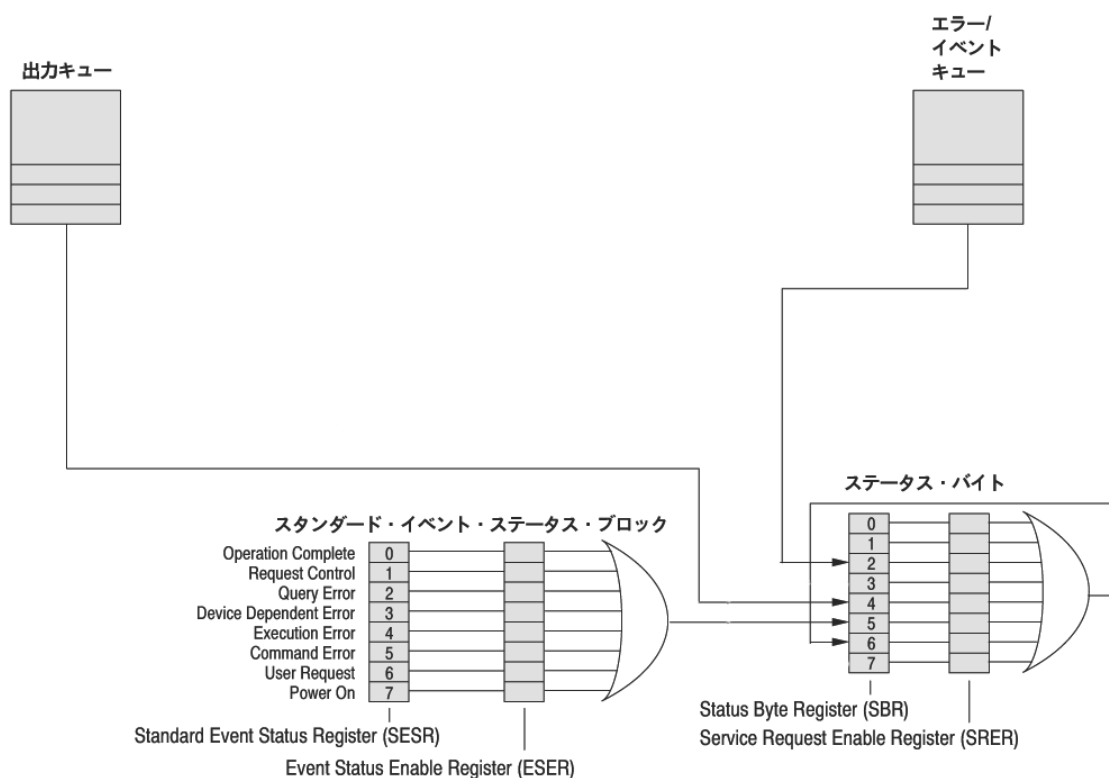 出力キュー
エラー/
イベント
キュー
スタンダード・イベント・ステータス・ブロック
Operation Complete 0
Request Control 1
Query Error 2
Device Dependent Error 3
Execution Error 4
Command Error 5
User Request 6
Power On 7
Standard Event Status Register (SESR)
Event Status Enable Register (ESER)
ステータス・バイト
0
1
2
3
4
5
6
7
Status Byte Register (SBR)
Service Request Enable Register (SRER)